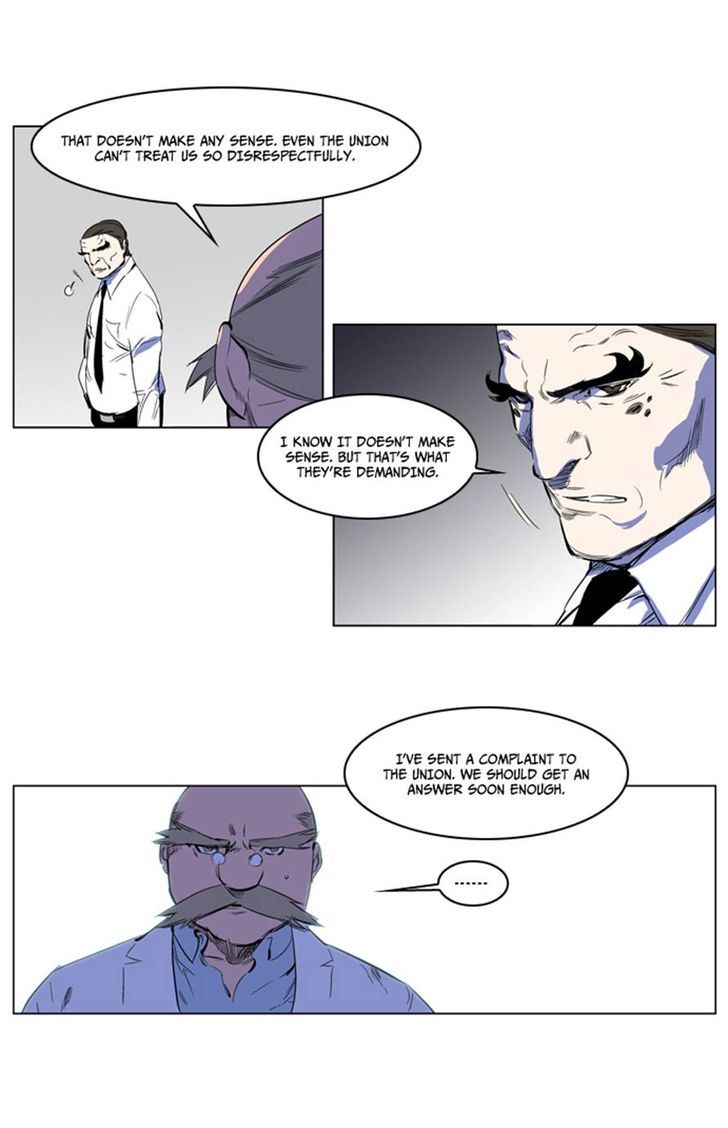 THAT DOESN'T MAKE ANY SENSE. EVEN THE UNION
CAN'T TREAT US SO DISRESPECTFULLY.
I KNOW IT DOESN'T MAKE
SENSE. BUT THAT'S WHAT
THEY'RE DEMANDING.
I'VE SENT A COMPLAINT TO
THE UNION. WE SHOULD GET AN
ANSWER SOON ENOUGH.
------